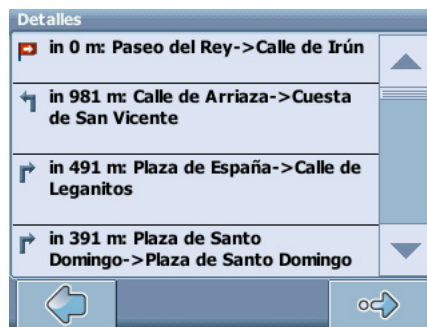 Detalles
in 0 m: Paseo del Rey->Calle de Irún
in 981 m: Calle de Arriaza->Cuesta
de San Vicente
in 491 m: Plaza de España->Calle de
Leganitos
in 391 m: Plaza de Santo
Domingo->Plaza de Santo Domingo